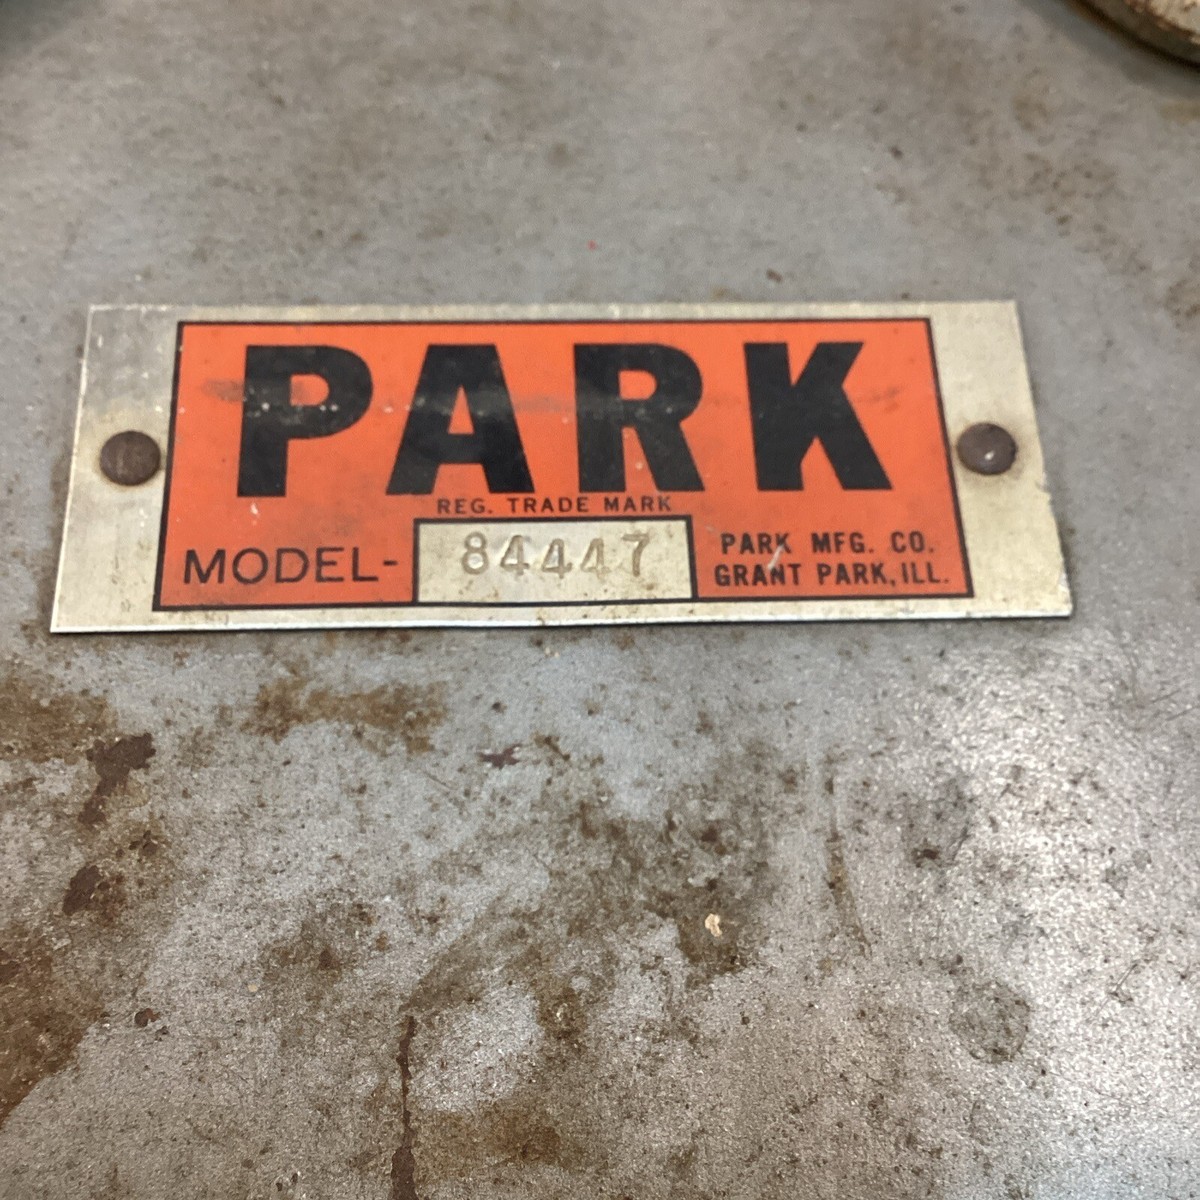 PARK
REG. TRADE MARK
MODEL- 84447
PARK MFG. CO.
GRANT PARK, ILL.